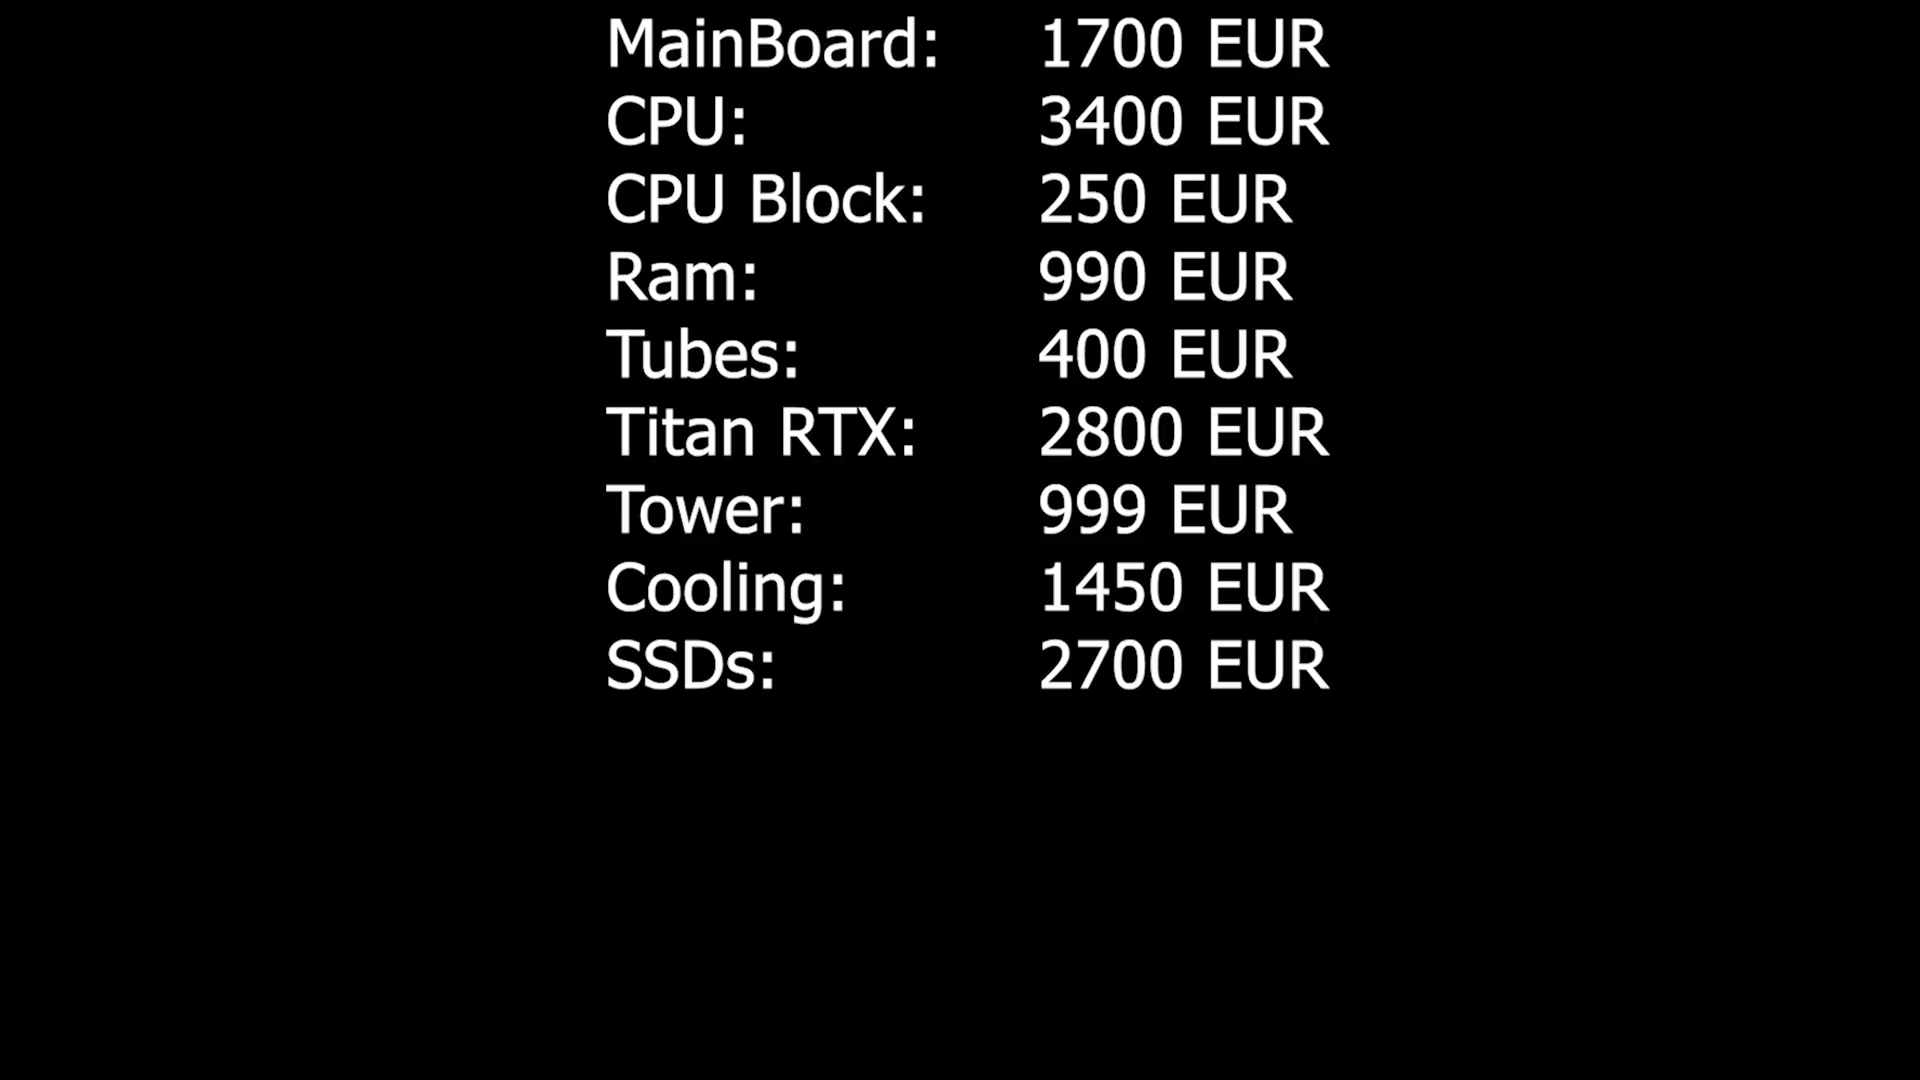 MainBoard: 1700 EUR
CPU: 3400 EUR
CPU Block: 250 EUR
Ram: 990 EUR
Tubes: 400 EUR
Titan RTX: 2800 EUR
Tower: 999 EUR
Cooling: 1450 EUR
SSDs: 2700 EUR